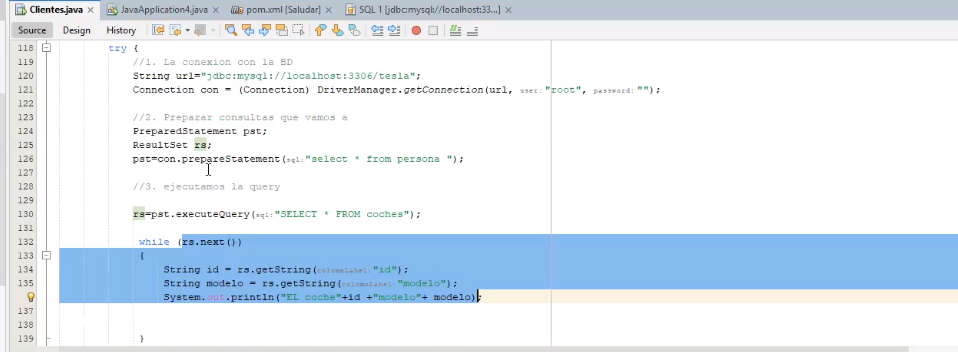 Clientes.java × JavaApplication4.java × pom.xml [Saludar] × SQL 1 [jdbc:mysql://localhost:33...] ×
Source Design History
118 try {
119 //1. La conexion con la BD
120 String url="jdbc:mysql://localhost:3306/tesla";
121 Connection con = (Connection) DriverManager.getConnection(url, user:"root", password:"");
122
123 //2. Preparar consultas que vamos a
124 PreparedStatement pst;
125 ResultSet rs;
126 pst=con.prepareStatement(sql:"select * from persona ");
127
128 //3. ejecutamos la query
129
130 rs=pst.executeQuery(sql:"SELECT * FROM coches");
131
132 while (rs.next())
133 {
134 String id = rs.getString(columnLabel:"id");
135 String modelo = rs.getString(columnLabel:"modelo");
136 System.out.println("EL coche"+id +"modelo"+ modelo);
137
138
139 }